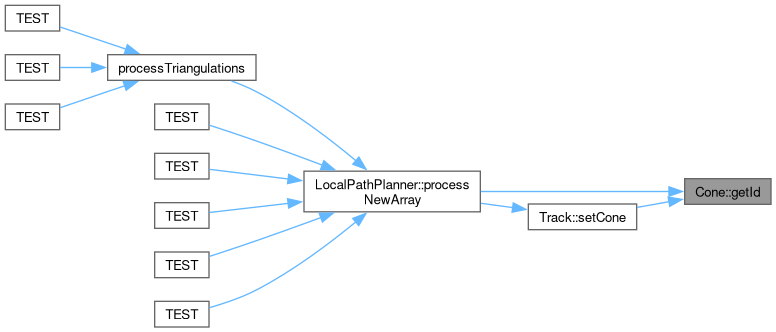 TEST
TEST
TEST
processTriangulations
TEST
TEST
TEST
TEST
TEST
LocalPathPlanner::process
NewArray
Track::setCone
Cone::getId